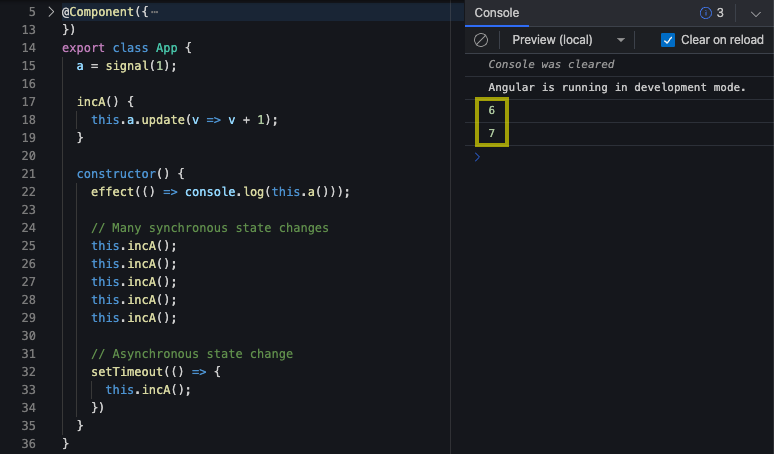 5 > @Component({⋯
13 })
14 export class App {
15 a = signal(1);
16
17 incA() {
18 this.a.update(v => v + 1);
19 }
20
21 constructor() {
22 effect(() => console.log(this.a()));
23
24 // Many synchronous state changes
25 this.incA();
26 this.incA();
27 this.incA();
28 this.incA();
29 this.incA();
30
31 // Asynchronous state change
32 setTimeout(() => {
33 this.incA();
34 })
35 }
36 }
Console 3
Preview (local) Clear on reload
Console was cleared
Angular is running in development mode.
6
7
>